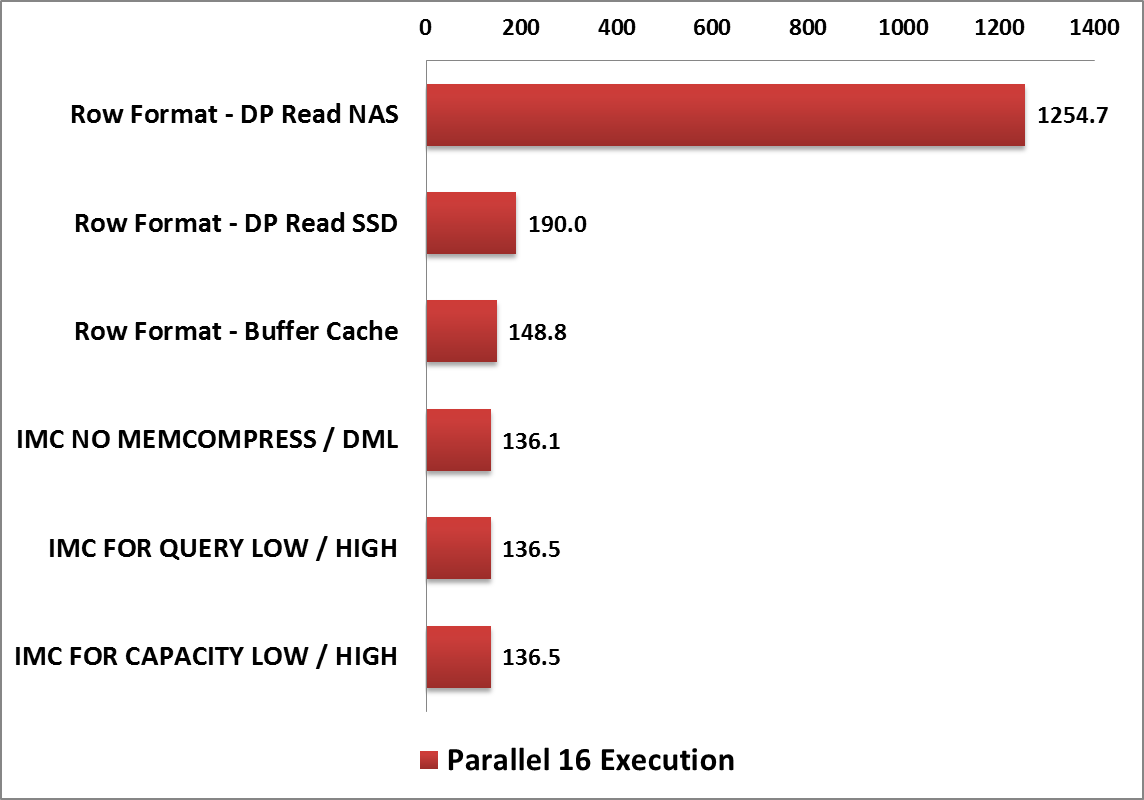 0 200 400 600 800 1000 1200 1400
Row Format - DP Read NAS 1254.7
Row Format - DP Read SSD 190.0
Row Format - Buffer Cache 148.8
IMC NO MEMCOMPRESS / DML 136.1
IMC FOR QUERY LOW / HIGH 136.5
IMC FOR CAPACITY LOW / HIGH 136.5
Parallel 16 Execution